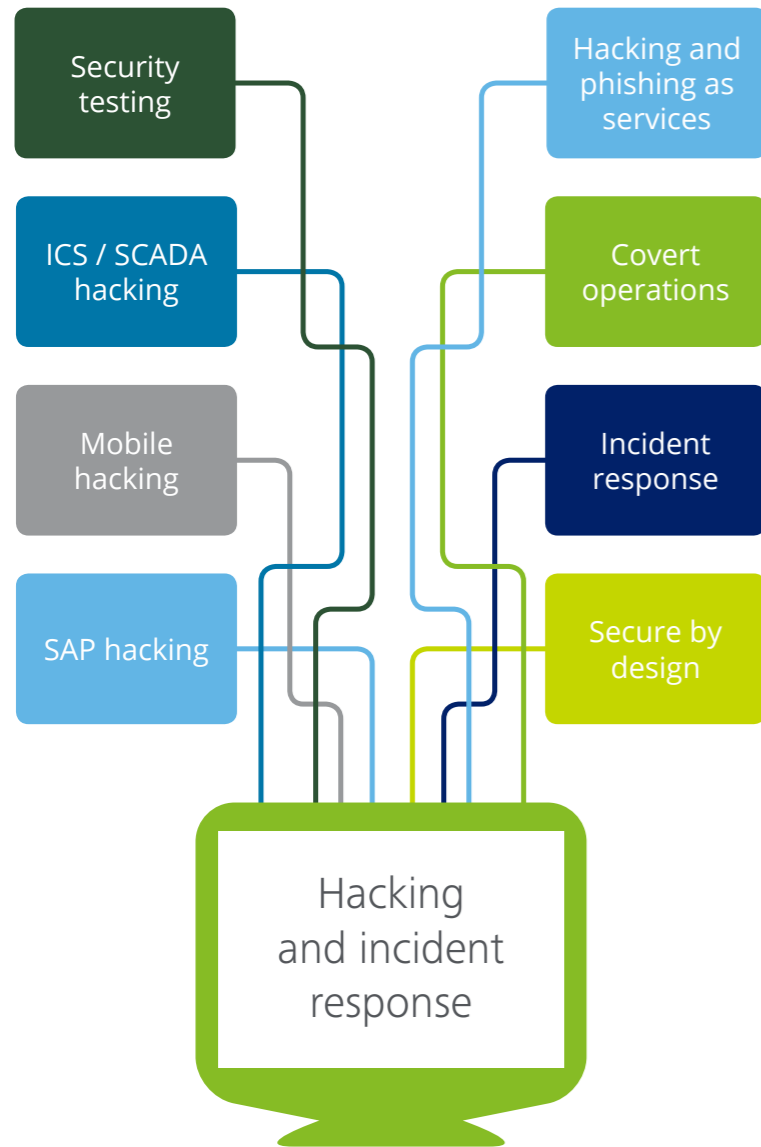 Security
testing
ICS / SCADA
hacking
Mobile
hacking
SAP hacking
Hacking and
phishing as
services
Covert
operations
Incident
response
Secure by
design
Hacking
and incident
response